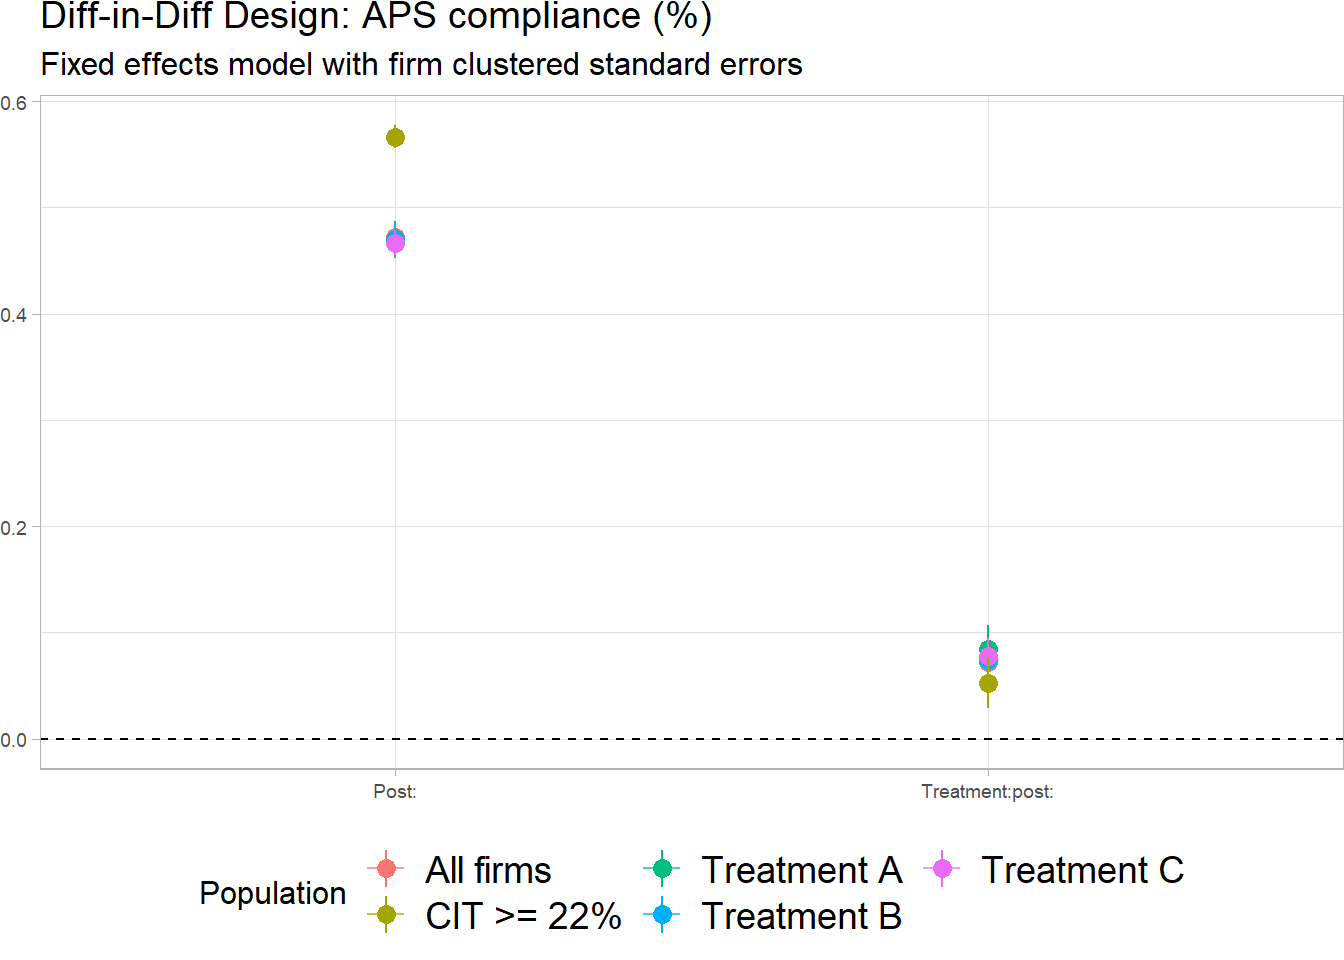 Diff-in-Diff Design: APS compliance (%)
Fixed effects model with firm clustered standard errors
0.6
0.4
0.2
0.0
Post:
Treatment:post:
Population
All firms
CIT >= 22%
Treatment A
Treatment B
Treatment C